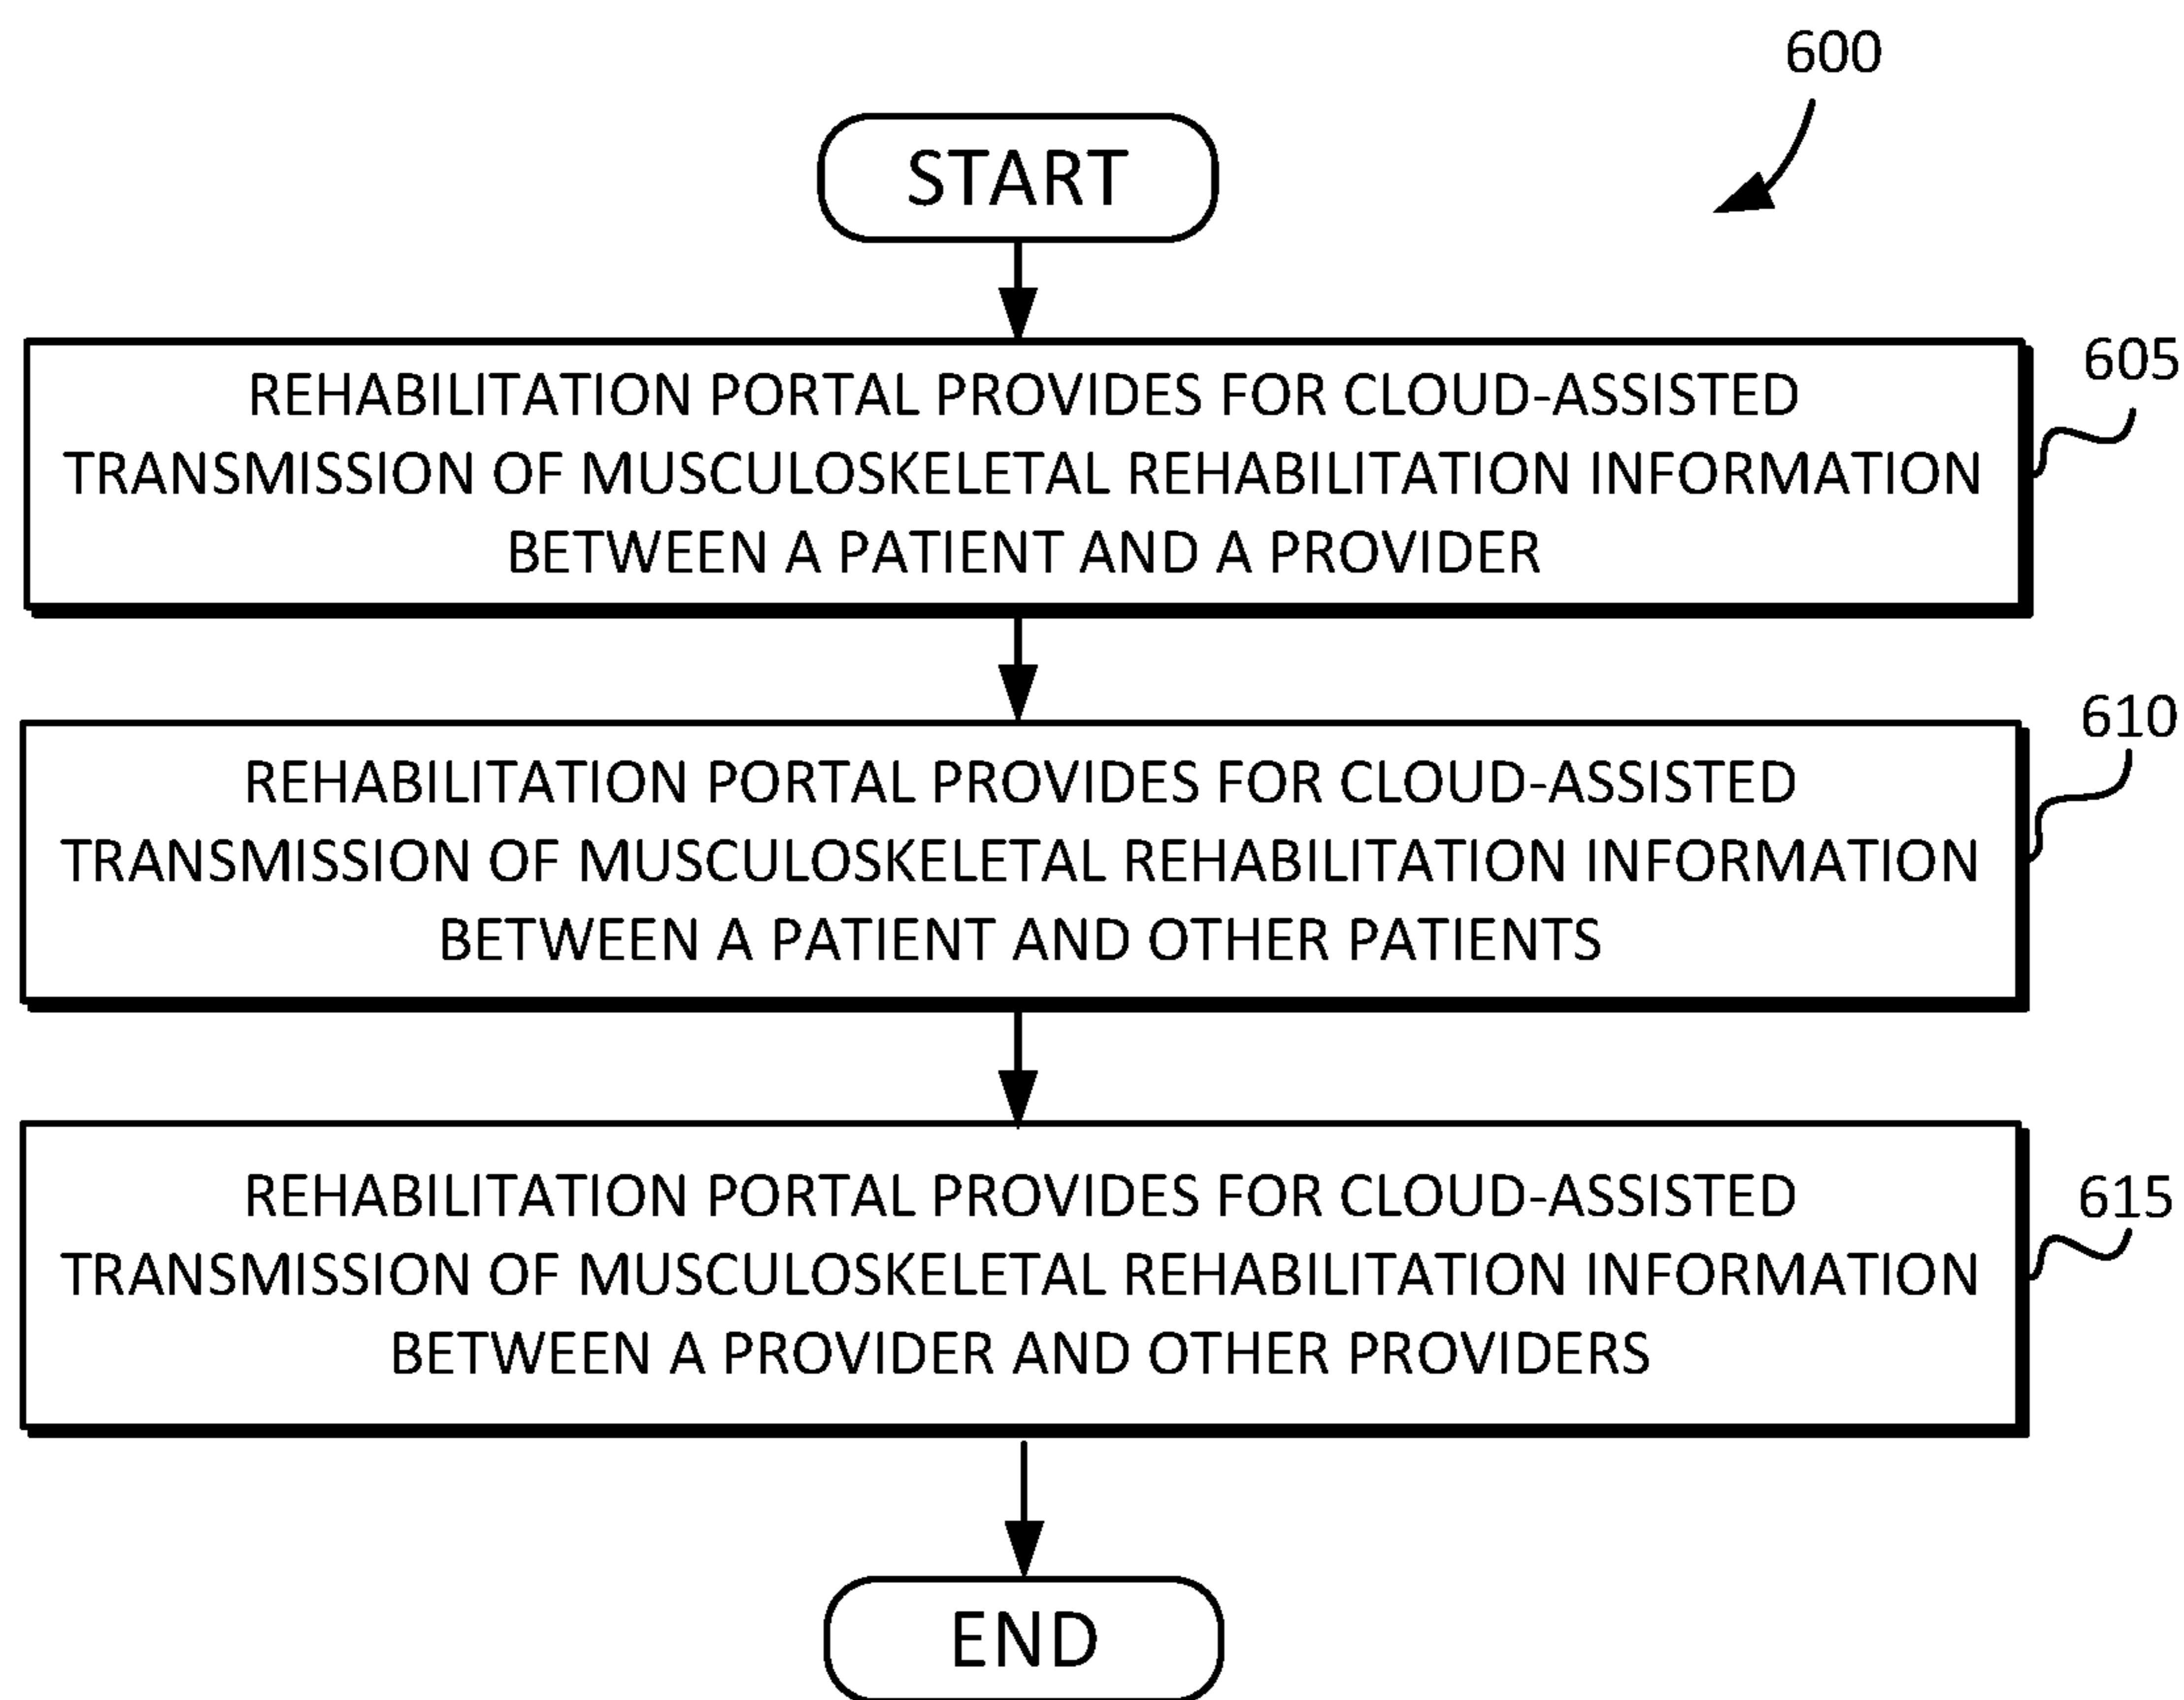 600
START
REHABILITATION PORTAL PROVIDES FOR CLOUD-ASSISTED
TRANSMISSION OF MUSCULOSKELETAL REHABILITATION INFORMATION
BETWEEN A PATIENT AND A PROVIDER
605
REHABILITATION PORTAL PROVIDES FOR CLOUD-ASSISTED
TRANSMISSION OF MUSCULOSKELETAL REHABILITATION INFORMATION
BETWEEN A PATIENT AND OTHER PATIENTS
610
REHABILITATION PORTAL PROVIDES FOR CLOUD-ASSISTED
TRANSMISSION OF MUSCULOSKELETAL REHABILITATION INFORMATION
BETWEEN A PROVIDER AND OTHER PROVIDERS
615
END